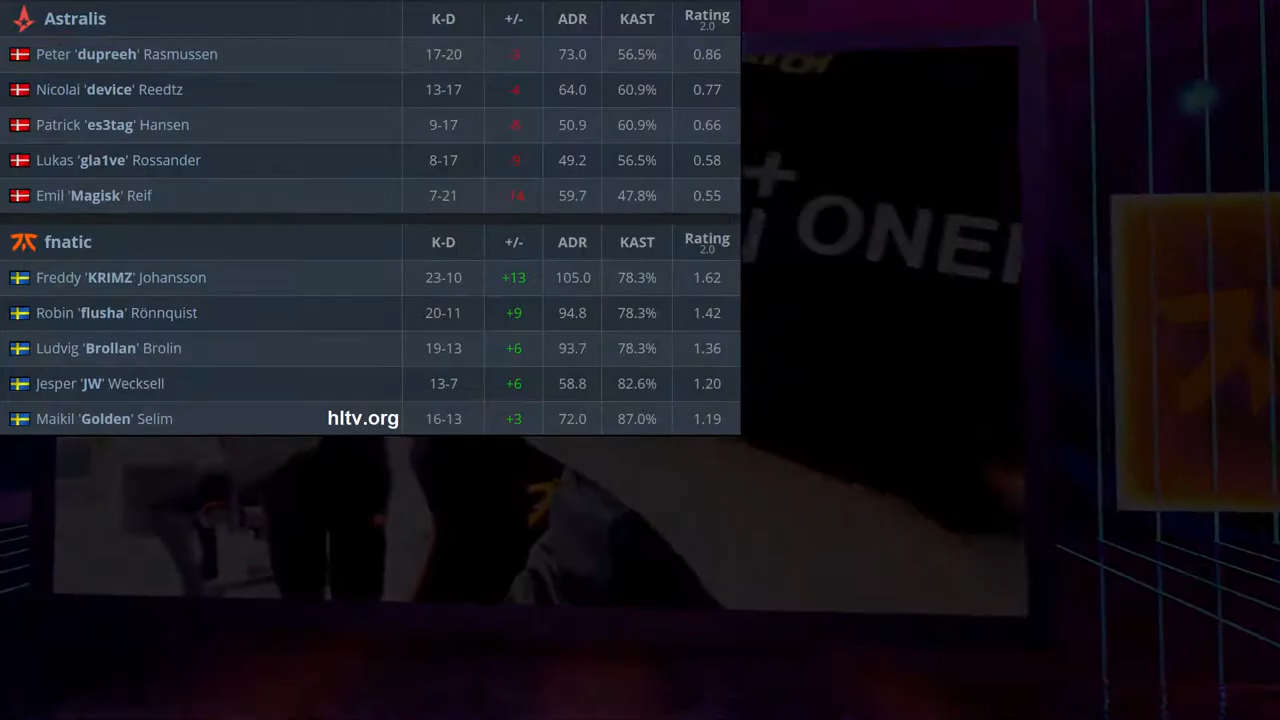 Astralis K-D +/- ADR KAST Rating 2.0
Peter 'dupreeh' Rasmussen 17-20 -3 73.0 56.5% 0.86
Nicolai 'device' Reedtz 13-17 -4 64.0 60.9% 0.77
Patrick 'es3tag' Hansen 9-17 -8 50.9 60.9% 0.66
Lukas 'gla1ve' Rossander 8-17 -9 49.2 56.5% 0.58
Emil 'Magisk' Reif 7-21 -14 59.7 47.8% 0.55
fnatic K-D +/- ADR KAST Rating 2.0
Freddy 'KRIMZ' Johansson 23-10 +13 105.0 78.3% 1.62
Robin 'flusha' Rönnquist 20-11 +9 94.8 78.3% 1.42
Ludvig 'Brollan' Brolin 19-13 +6 93.7 78.3% 1.36
Jesper 'JW' Wecksell 13-7 +6 58.8 82.6% 1.20
Maikil 'Golden' Selim hltv.org 16-13 +3 72.0 87.0% 1.19